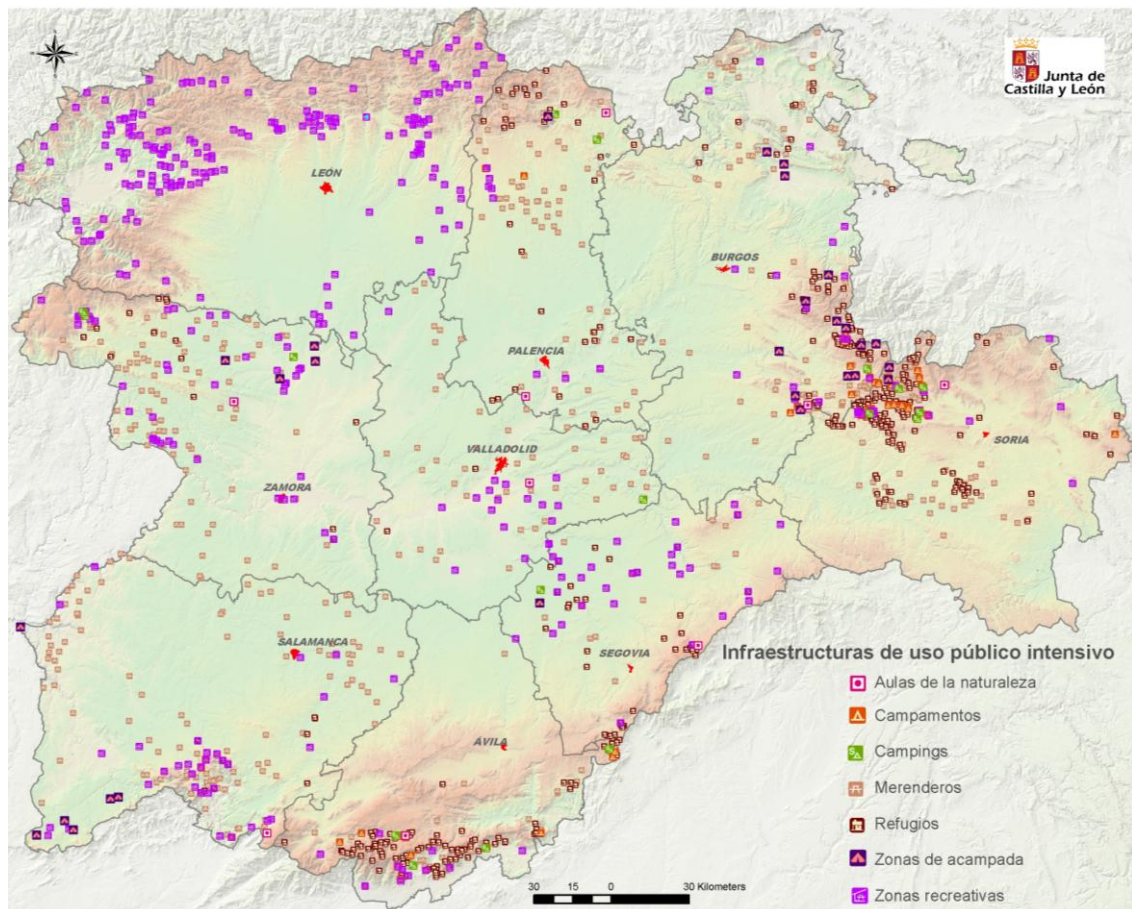 Junta de
Castilla y León
LEÓN
BURGOS
PALENCIA
VALLADOLID
SORIA
ZAMORA
SALAMANCA
SEGOVIA
ÁVILA
Infraestructuras de uso público intensivo
Aulas de la naturaleza
Campamentos
Campings
Merenderos
Refugios
Zonas de acampada
Zonas recreativas
30 15 0 30 Kilometers